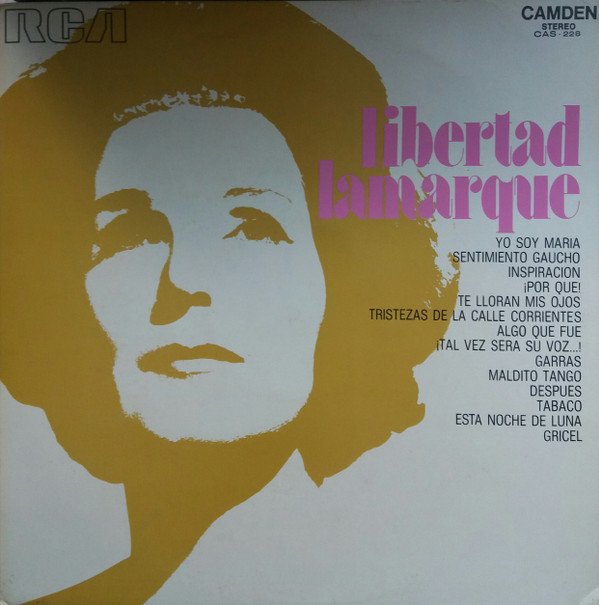 RCA
CAMDEN
STEREO
CAS-228
libertad
lamarque
YO SOY MARIA
SENTIMIENTO GAUCHO
INSPIRACION
¡POR QUE!
TE LLORAN MIS OJOS
TRISTEZAS DE LA CALLE CORRIENTES
ALGO QUE FUE
¡TAL VEZ SERA SU VOZ...!
GARRAS
MALDITO TANGO
DESPUES
TABACO
ESTA NOCHE DE LUNA
GRICEL